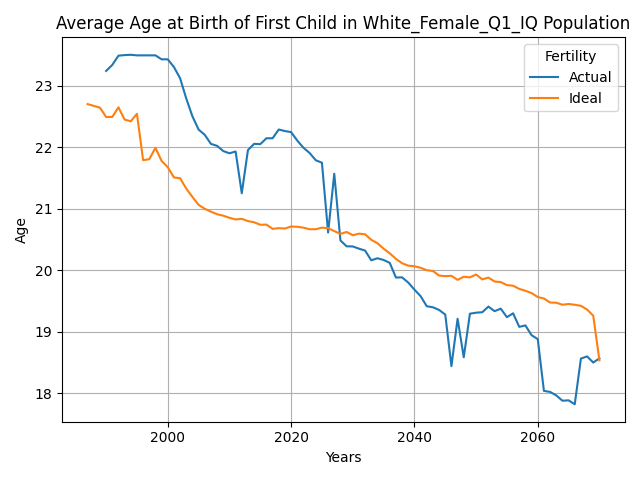 Average Age at Birth of First Child in White_Female_Q1_IQ Population
Fertility
Actual
Ideal
Age
23
22
21
20
19
18
2000
2020
2040
2060
Years